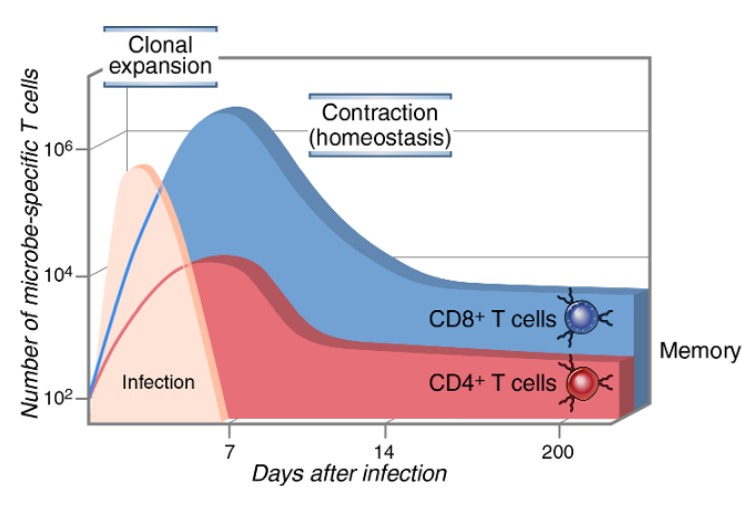 Clonal
expansion
Contraction
(homeostasis)
Number of microbe-specific T cells
10⁶
10⁴
10²
CD8⁺ T cells
Memory
CD4⁺ T cells
Infection
7
14
200
Days after infection